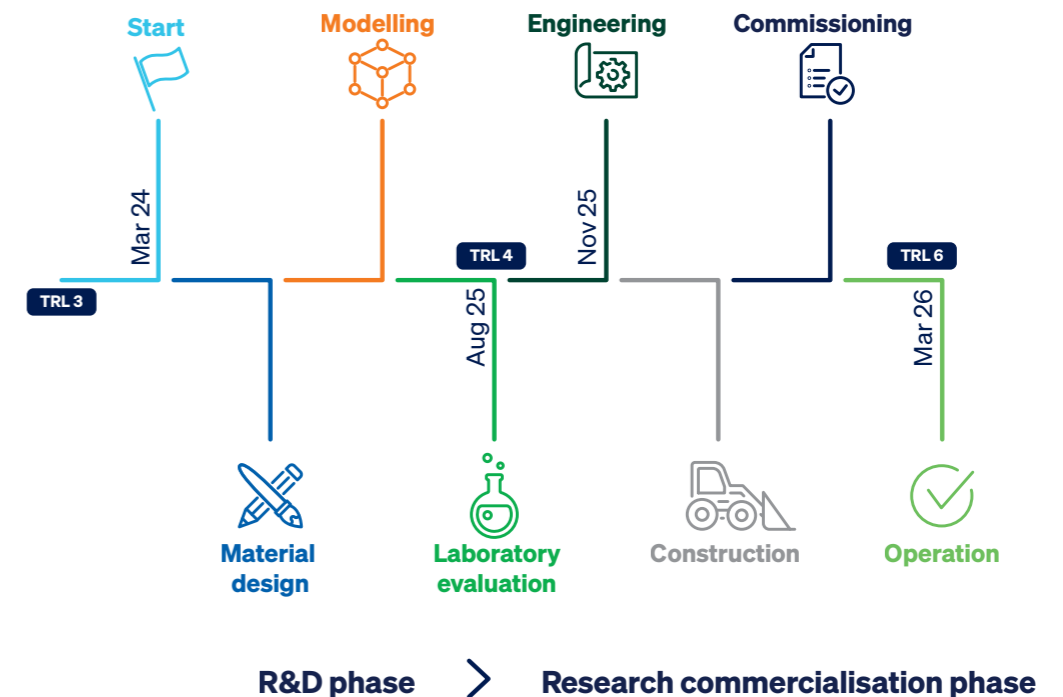 Start
Modelling
Engineering
Commissioning
Mar 24
Nov 25
TRL 4
TRL 6
TRL 3
Aug 25
Mar 26
Material
design
Laboratory
evaluation
Construction
Operation
R&D phase
Research commercialisation phase